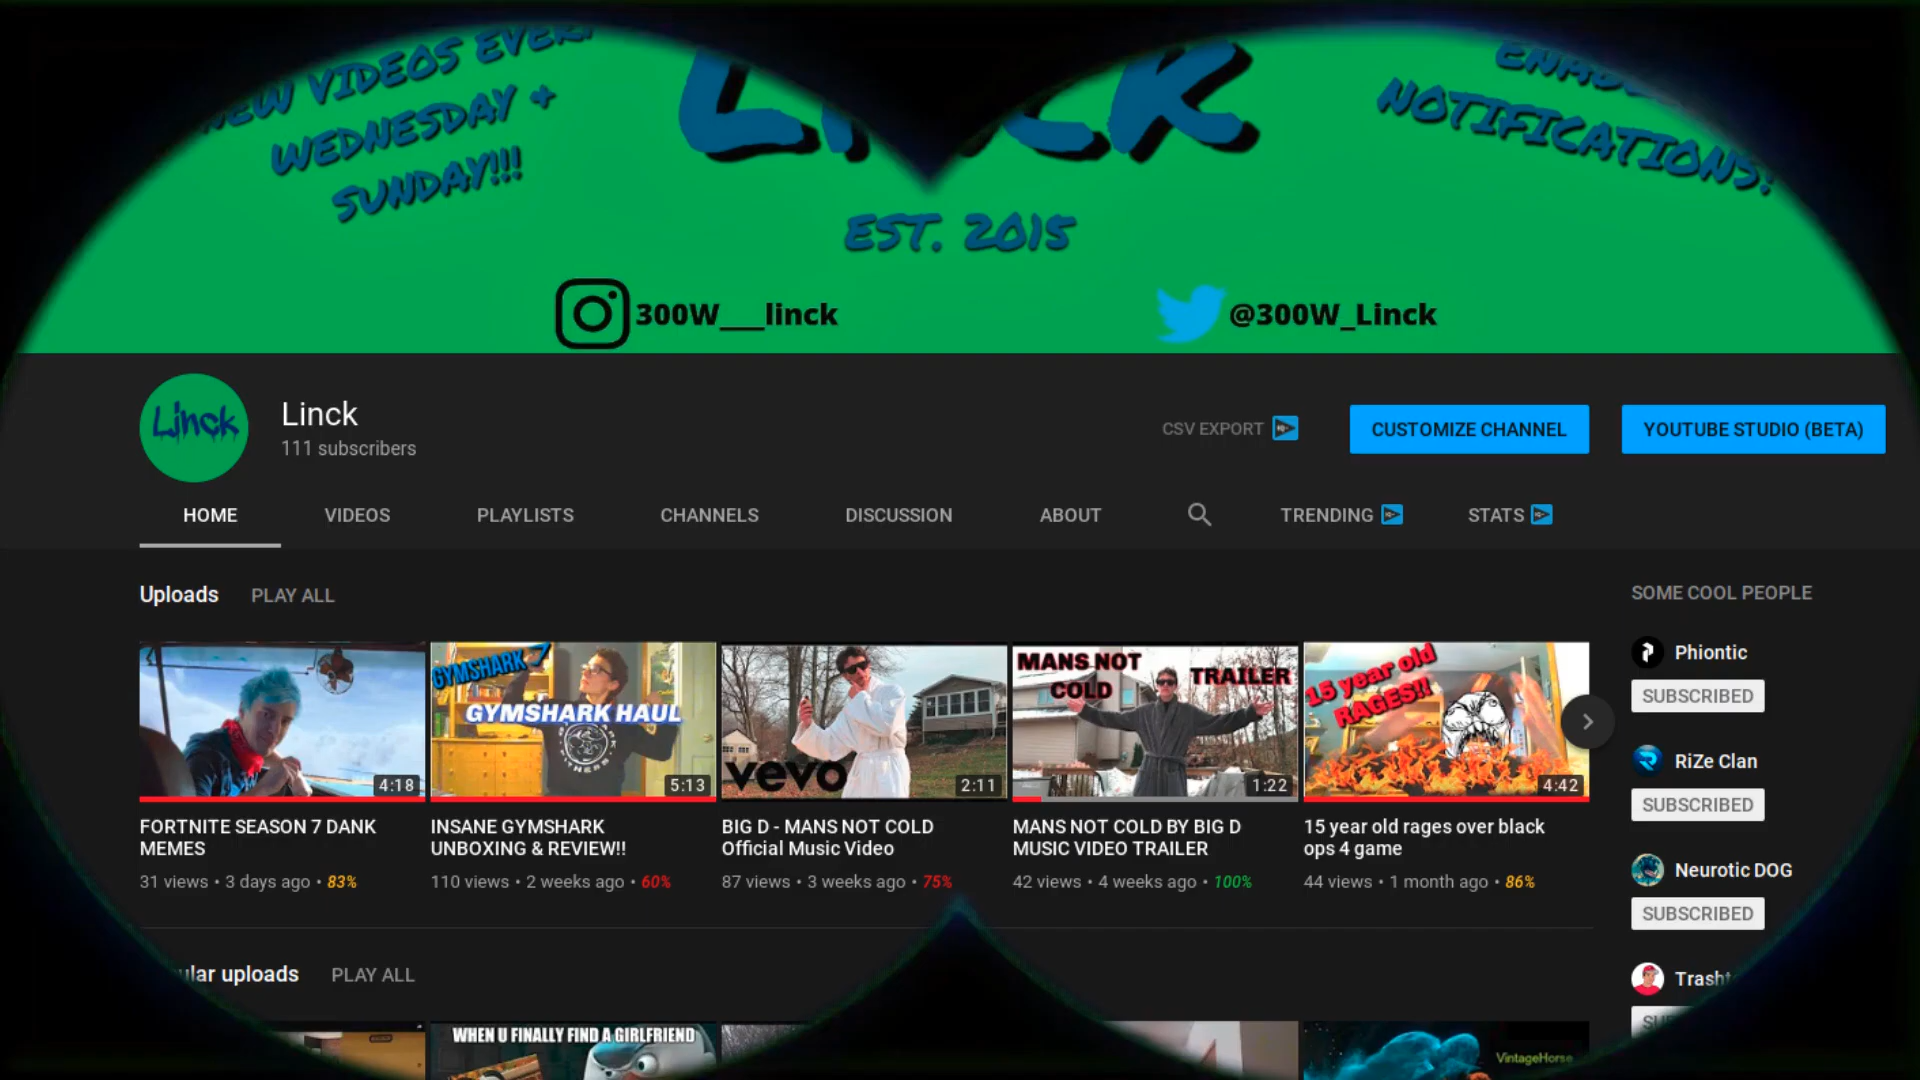 NEW VIDEOS EVERY
WEDNESDAY +
SUNDAY!!!
Linck
NOTIFICATIONS!
EST. 2015
300W___linck
@300W_Linck
Linck
Linck
111 subscribers
CSV EXPORT
CUSTOMIZE CHANNEL
YOUTUBE STUDIO (BETA)
HOME
VIDEOS
PLAYLISTS
CHANNELS
DISCUSSION
ABOUT
TRENDING
STATS
Uploads
PLAY ALL
4:18
FORTNITE SEASON 7 DANK
MEMES
31 views • 3 days ago • 83%
GYMSHARK
GYMSHARK HAUL
5:13
INSANE GYMSHARK
UNBOXING & REVIEW!!
110 views • 2 weeks ago • 60%
vevo
2:11
BIG D - MANS NOT COLD
Official Music Video
87 views • 3 weeks ago • 75%
MANS NOT
COLD
TRAILER
1:22
MANS NOT COLD BY BIG D
MUSIC VIDEO TRAILER
42 views • 4 weeks ago • 100%
15 year old
RAGES!!
4:42
15 year old rages over black
ops 4 game
44 views • 1 month ago • 86%
SOME COOL PEOPLE
Phiontic
SUBSCRIBED
RiZe Clan
SUBSCRIBED
Neurotic DOG
SUBSCRIBED
uploads
PLAY ALL
WHEN U FINALLY FIND A GIRLFRIEND
VintageHorse